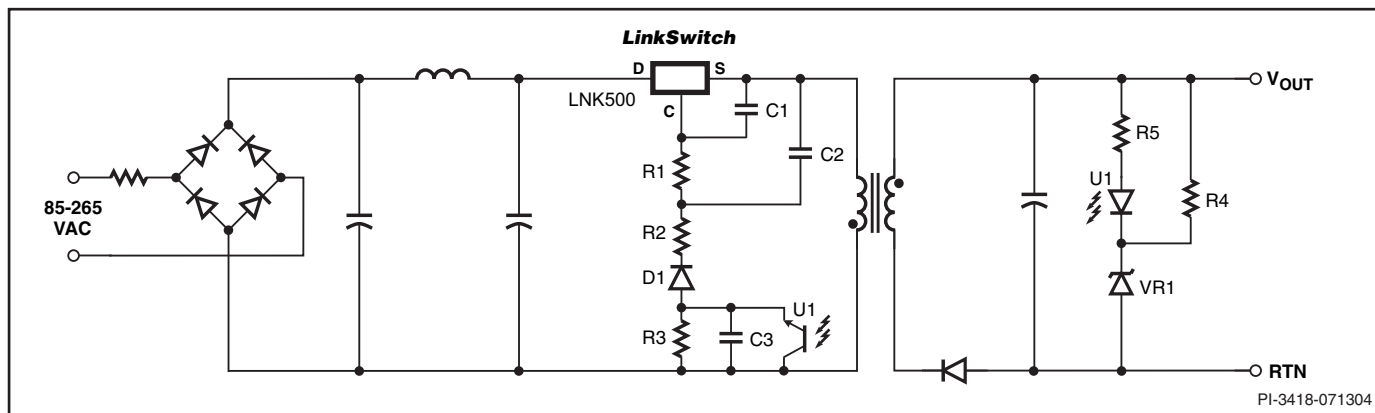 LinkSwitch
D
S
LNK500
C
C1
C2
R1
R2
D1
R3
C3
U1
85-265
VAC
R5
U1
R4
VR1
VOUT
RTN
PI-3418-071304